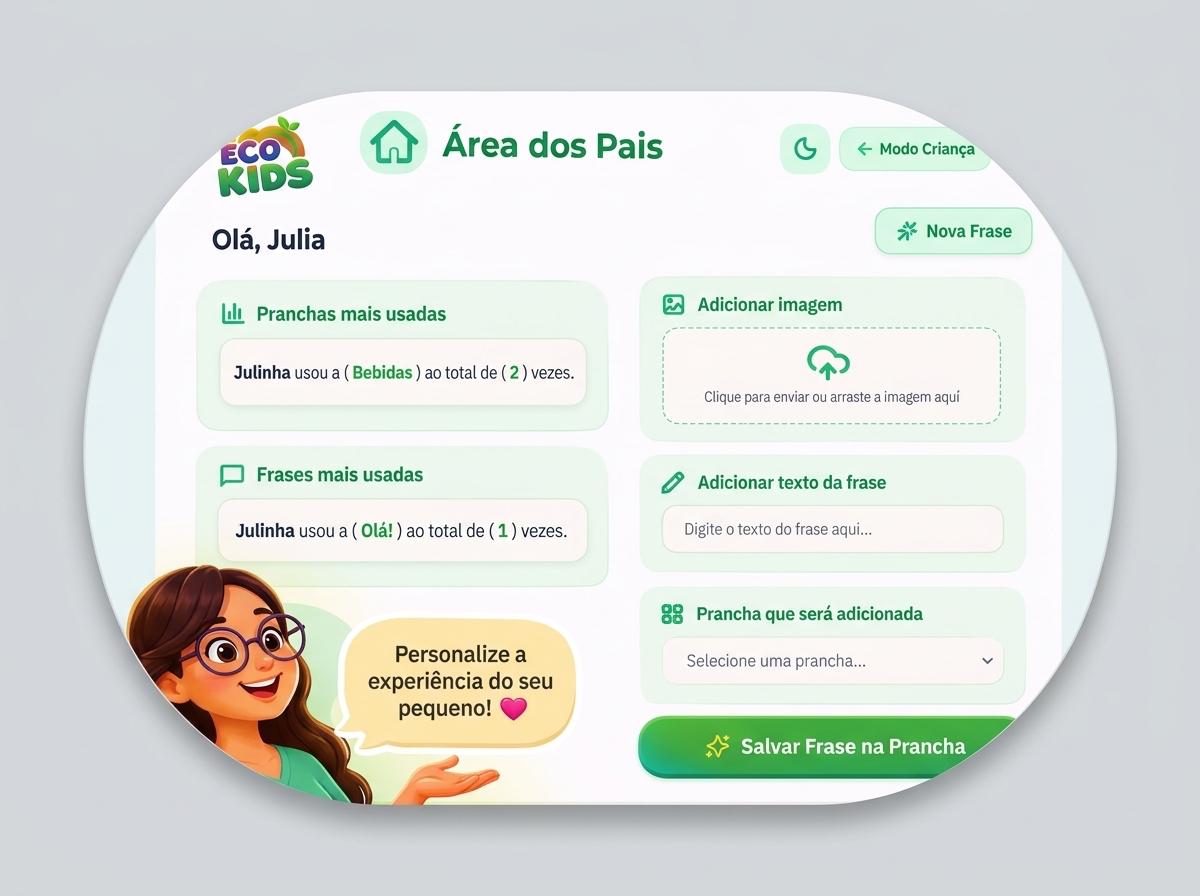 ECO
KIDS
Área dos Pais
Modo Criança
Olá, Julia
Nova Frase
Pranchas mais usadas
Julinha usou a ( Bebidas ) ao total de ( 2 ) vezes.
Frases mais usadas
Julinha usou a ( Olá! ) ao total de ( 1 ) vezes.
Personalize a
experiência do seu
pequeno!
Adicionar imagem
Clique para enviar ou arraste a imagem aquí
Adicionar texto da frase
Digite o texto do frase aqui...
Prancha que será adicionada
Selecione uma prancha...
Salvar Frase na Prancha